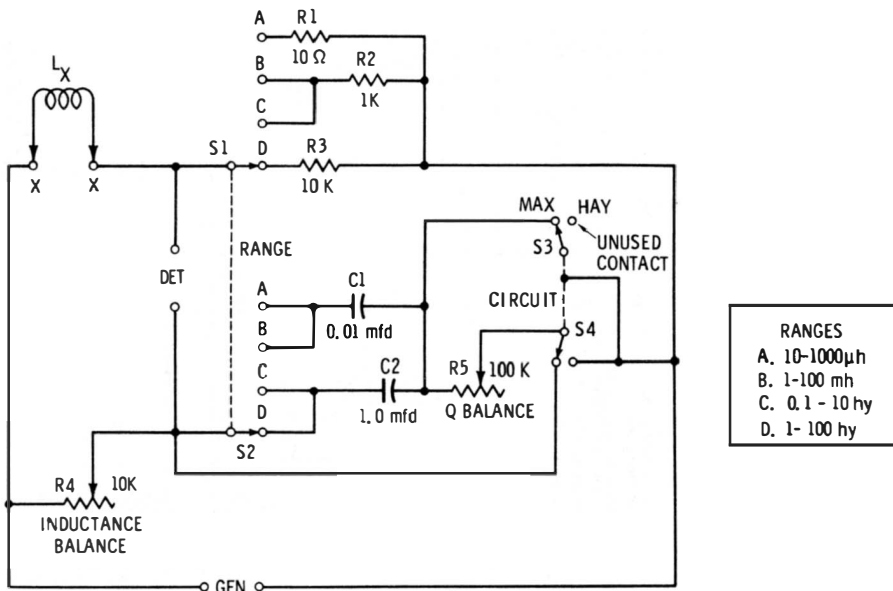 A
R1
10 Ω
B
R2
1K
L X
C
S1
D
R3
10 K
X
X
MAX
HAY
S3
UNUSED
CONTACT
DET
RANGE
CIRCUIT
A
C1
0.01 mfd
B
S4
C
C2
R5
100 K
D
1.0 mfd
Q BALANCE
S2
R4
10K
INDUCTANCE
BALANCE
GEN
RANGES
A. 10-1000μh
B. 1-100 mh
C. 0.1 - 10 hy
D. 1- 100 hy